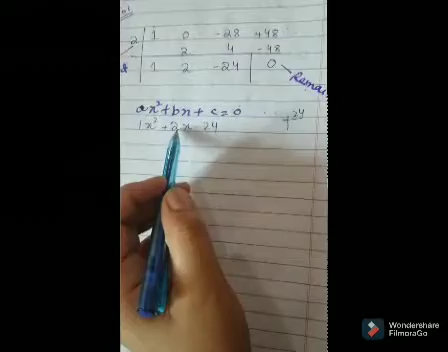 2 | 1 0 -28 +48
2 4 -48
1 2 -24 | 0
Remai
ax² + bx + c = 0
1x² + 2x - 24
24
Wondershare
FilmoraGo